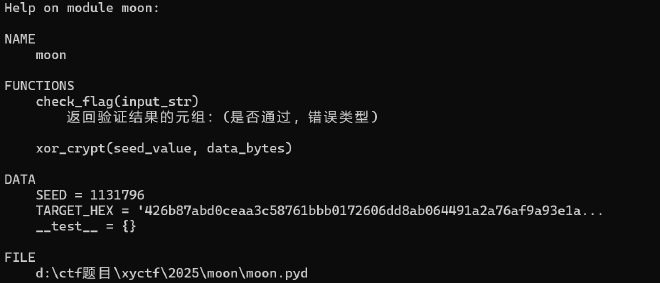 Help on module moon:
NAME
moon
FUNCTIONS
check_flag(input_str)
返回验证结果的元组：(是否通过, 错误类型)
xor_crypt(seed_value, data_bytes)
DATA
SEED = 1131796
TARGET_HEX = '426b87abd0ceaa3c58761bbb0172606dd8ab064491a2a76af9a93e1a...
__test__ = {}
FILE
d:\ctf题目\xyctf\2025\moon\moon.pyd